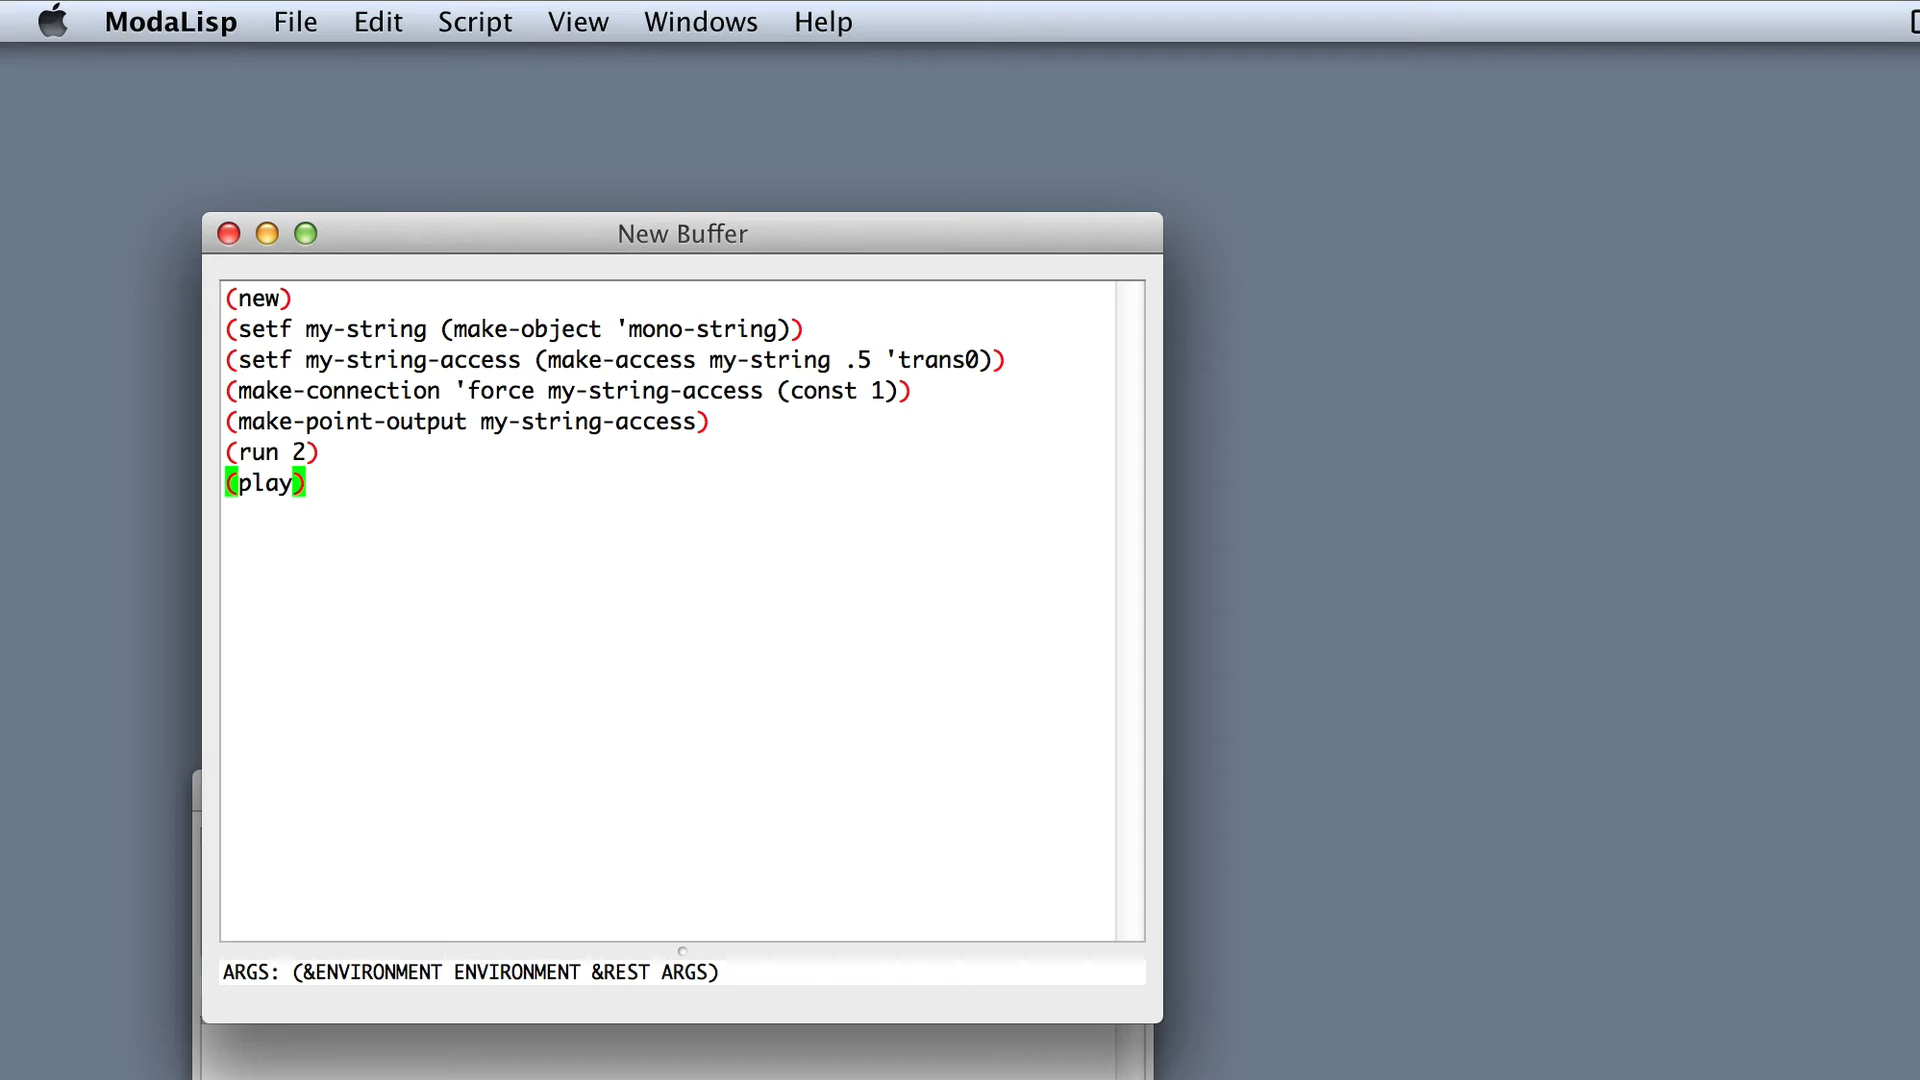 ModaLisp File Edit Script View Windows Help
New Buffer
(new)
(setf my-string (make-object 'mono-string))
(setf my-string-access (make-access my-string .5 'trans0))
(make-connection 'force my-string-access (const 1))
(make-point-output my-string-access)
(run 2)
(play)
ARGS: (&ENVIRONMENT ENVIRONMENT &REST ARGS)